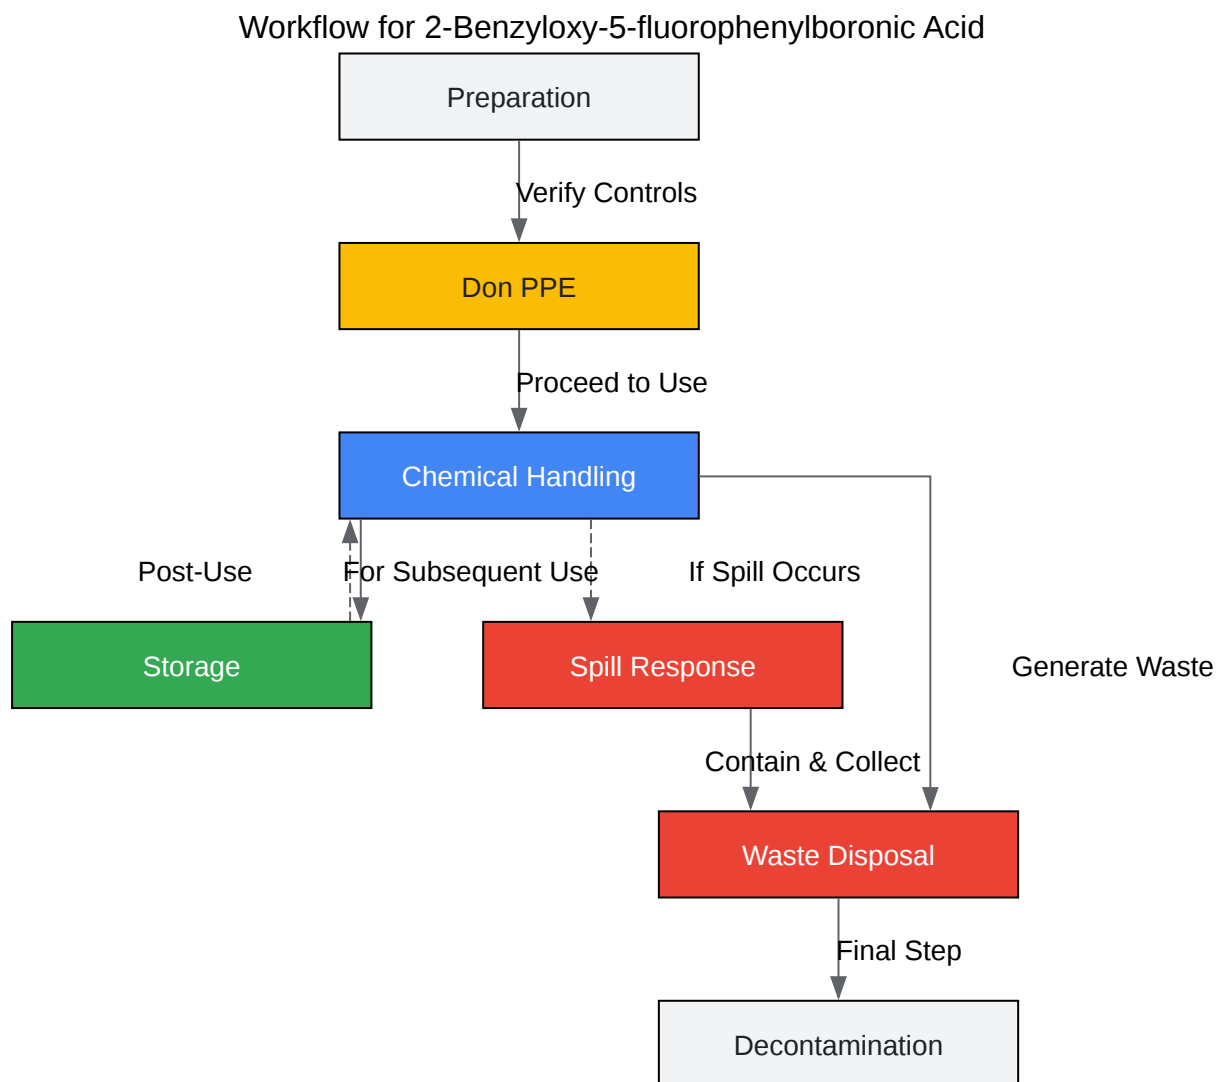 Workflow for 2-Benzyloxy-5-fluorophenylboronic Acid
Preparation
Verify Controls
Don PPE
Proceed to Use
Chemical Handling
Post-Use
For Subsequent Use
If Spill Occurs
Storage
Spill Response
Generate Waste
Contain & Collect
Waste Disposal
Final Step
Decontamination